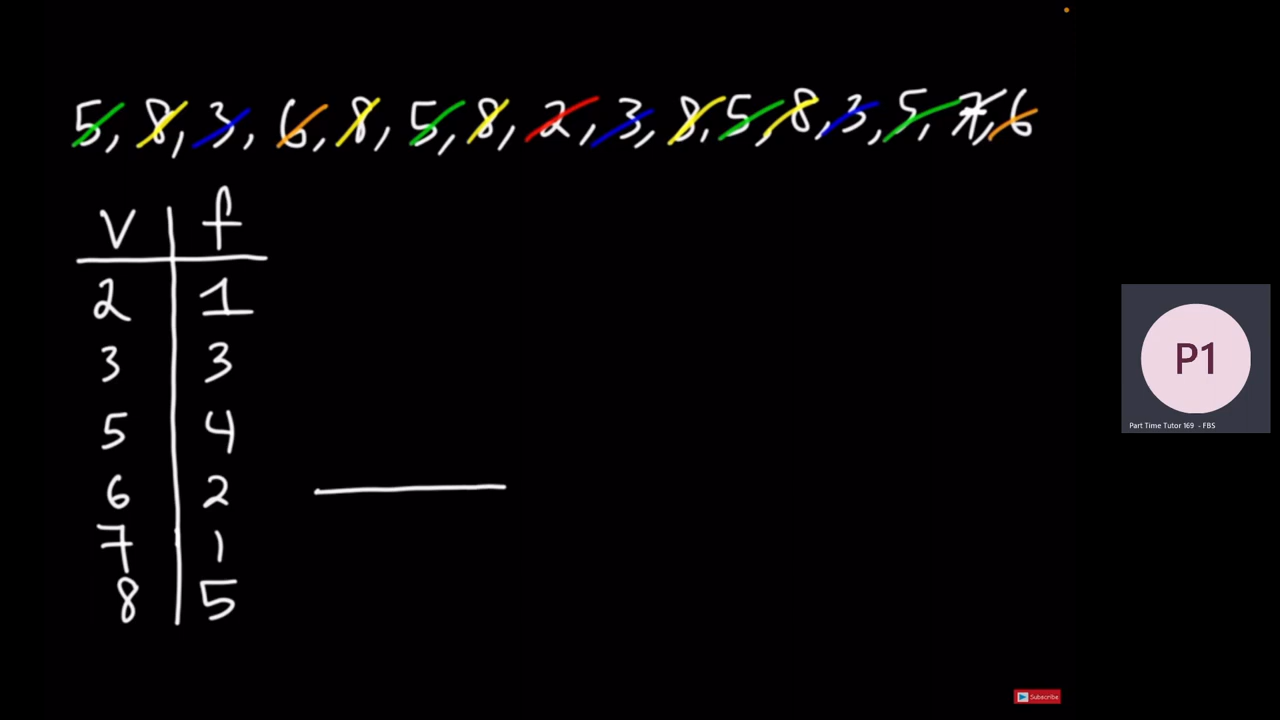 5, 8, 3, 6, 8, 5, 8, 2, 3, 8, 5, 8, 3, 5, 7, 6
V f
2 1
3 3
5 4
6 2
7 1
8 5
P1
Part Time Tutor 169 - FBS
Subscribe